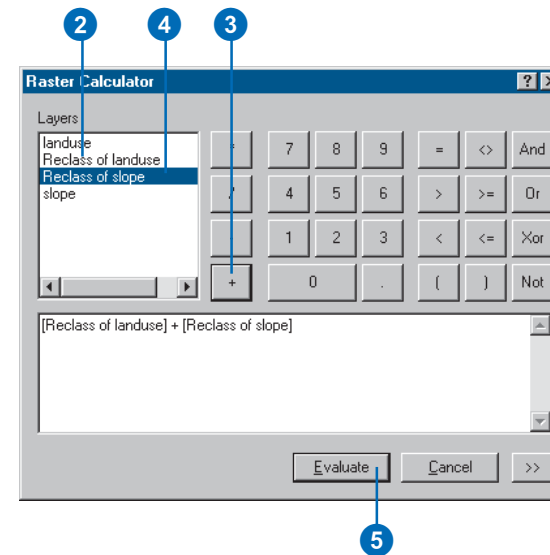 2 4 3
Raster Calculator ?
Layers
landuse
Reclass of landuse
Reclass of slope
slope
* 7 8 9 = <> And
/ 4 5 6 > >= Or
- 1 2 3 < <= Xor
+ 0 . ( ) Not
[Reclass of landuse] + [Reclass of slope]
Evaluate Cancel >>
5